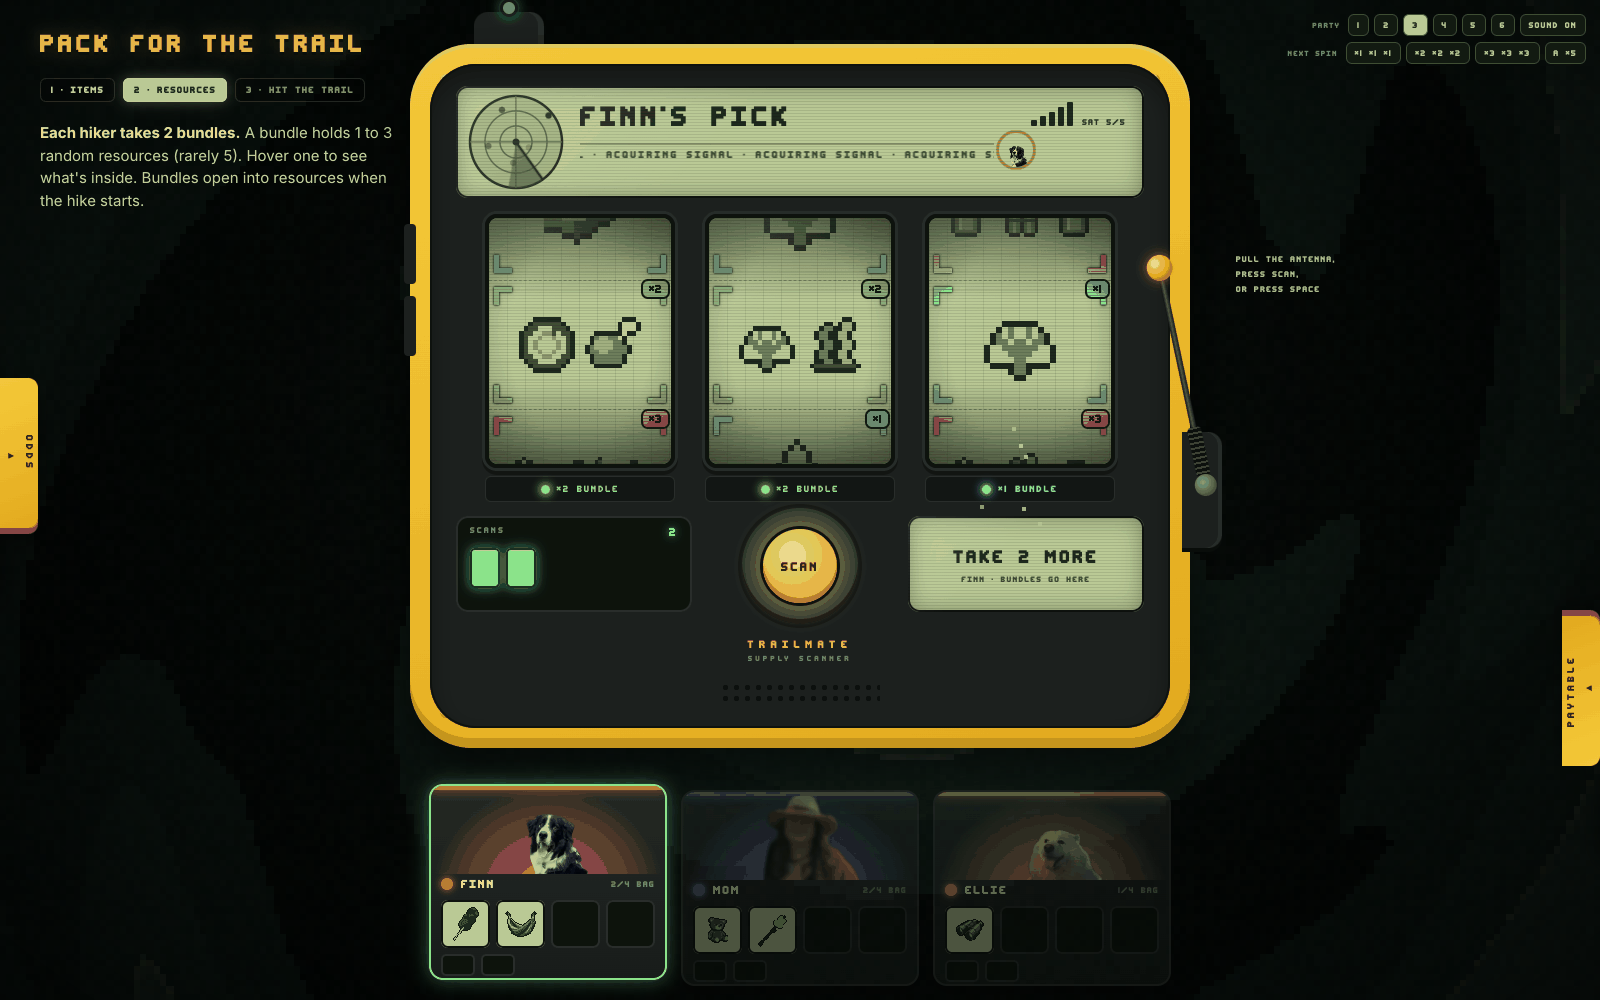 PACK FOR THE TRAIL
1 · ITEMS
2 · RESOURCES
3 · HIT THE TRAIL
Each hiker takes 2 bundles. A bundle holds 1 to 3
random resources (rarely 5). Hover one to see
what's inside. Bundles open into resources when
the hike starts.
PARTY
1
2
3
4
5
6
SOUND ON
NEXT SPIN
×1 ×1 ×1
×2 ×2 ×2
×3 ×3 ×3
A ×5
FINN'S PICK
SAT 5/5
· ACQUIRING SIGNAL · ACQUIRING SIGNAL · ACQUIRING S
×2
×2
×1
×3
×1
×3
PULL THE ANTENNA,
PRESS SCAN,
OR PRESS SPACE
×2 BUNDLE
×2 BUNDLE
×1 BUNDLE
SCANS
2
SCAN
TAKE 2 MORE
FINN · BUNDLES GO HERE
TRAILMATE
SUPPLY SCANNER
ODDS
PAYTABLE
FINN
2/4 BAG
MOM
2/4 BAG
ELLIE
1/4 BAG